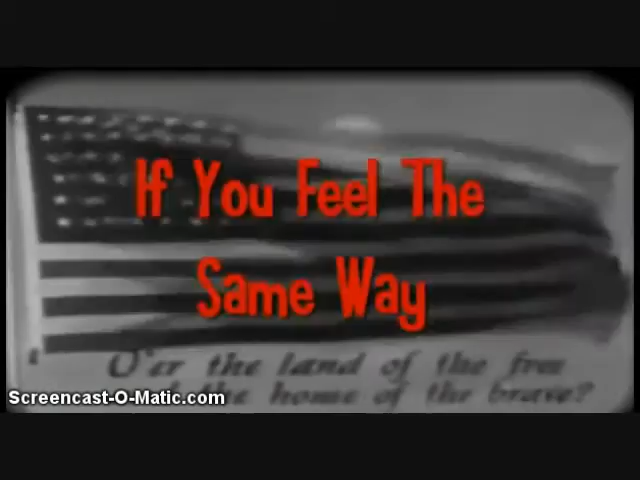 If You Feel The
Same Way
O'er the land of the free
the home of the brave?
Screencast-O-Matic.com